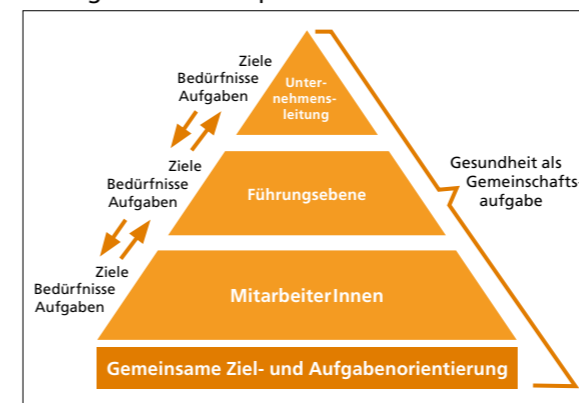 Ziele
Bedürfnisse
Aufgaben
Unter-
nehmens-
leitung
Ziele
Bedürfnisse
Aufgaben
Führungsebene
Gesundheit als
Gemeinschafts-
aufgabe
Ziele
Bedürfnisse
Aufgaben
MitarbeiterInnen
Gemeinsame Ziel- und Aufgabenorientierung